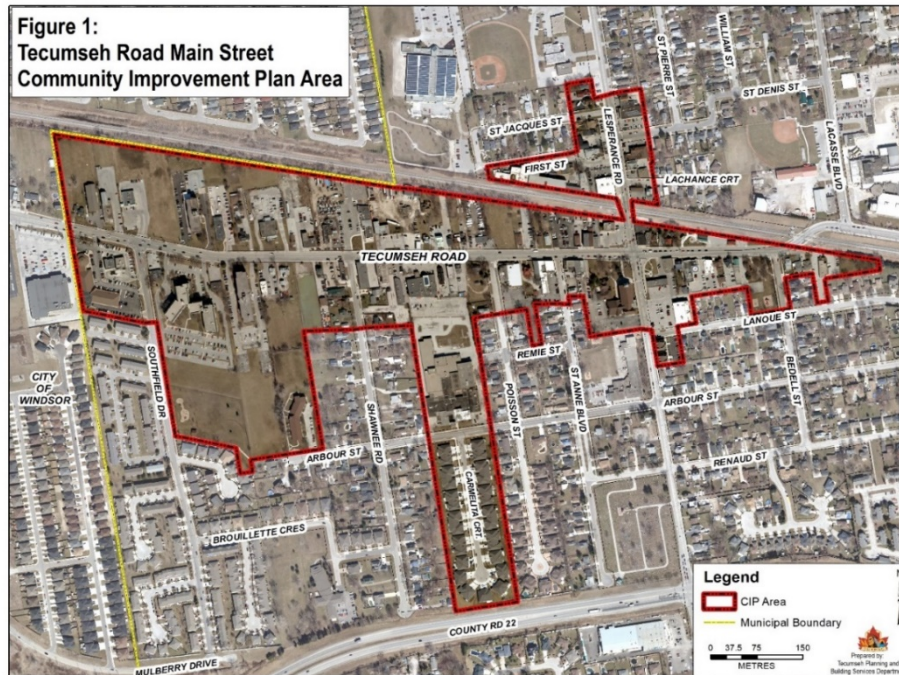 Figure 1:
Tecumseh Road Main Street
Community Improvement Plan Area
WILLIAM ST
ST PIERRE ST
ST DENIS ST
LESPERANCE RD
ST JACQUES ST
LACASSE BLVD
FIRST ST
LACHANCE CRT
TECUMSEH ROAD
LANOUE ST
REMIE ST
SOUTHFIELD DR
CITY
OF
WINDSOR
POISSON ST
ST ANNE BLVD
BEDELL ST
SHAWNEE RD
ARBOUR ST
ARBOUR ST
RENAUD ST
CARMELITA CRT.
BROUILLETTE CRES
COUNTY RD 22
MULBERRY DRIVE
Legend
CIP Area
Municipal Boundary
0 37.5 75 150
METRES
Prepared by:
Tecumseh Planning and
Building Services Departme